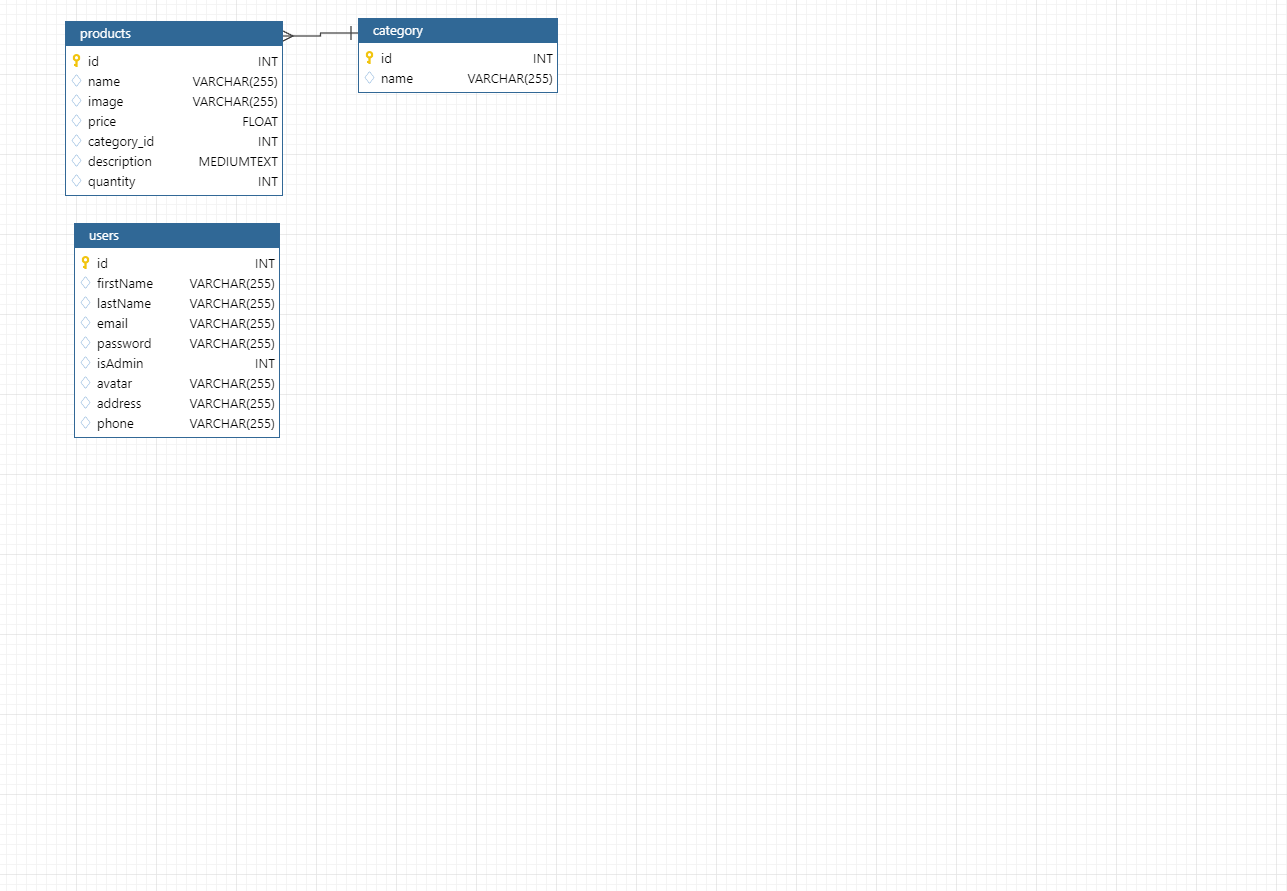 products
id INT
name VARCHAR(255)
image VARCHAR(255)
price FLOAT
category_id INT
description MEDIUMTEXT
quantity INT
category
id INT
name VARCHAR(255)
users
id INT
firstName VARCHAR(255)
lastName VARCHAR(255)
email VARCHAR(255)
password VARCHAR(255)
isAdmin INT
avatar VARCHAR(255)
address VARCHAR(255)
phone VARCHAR(255)